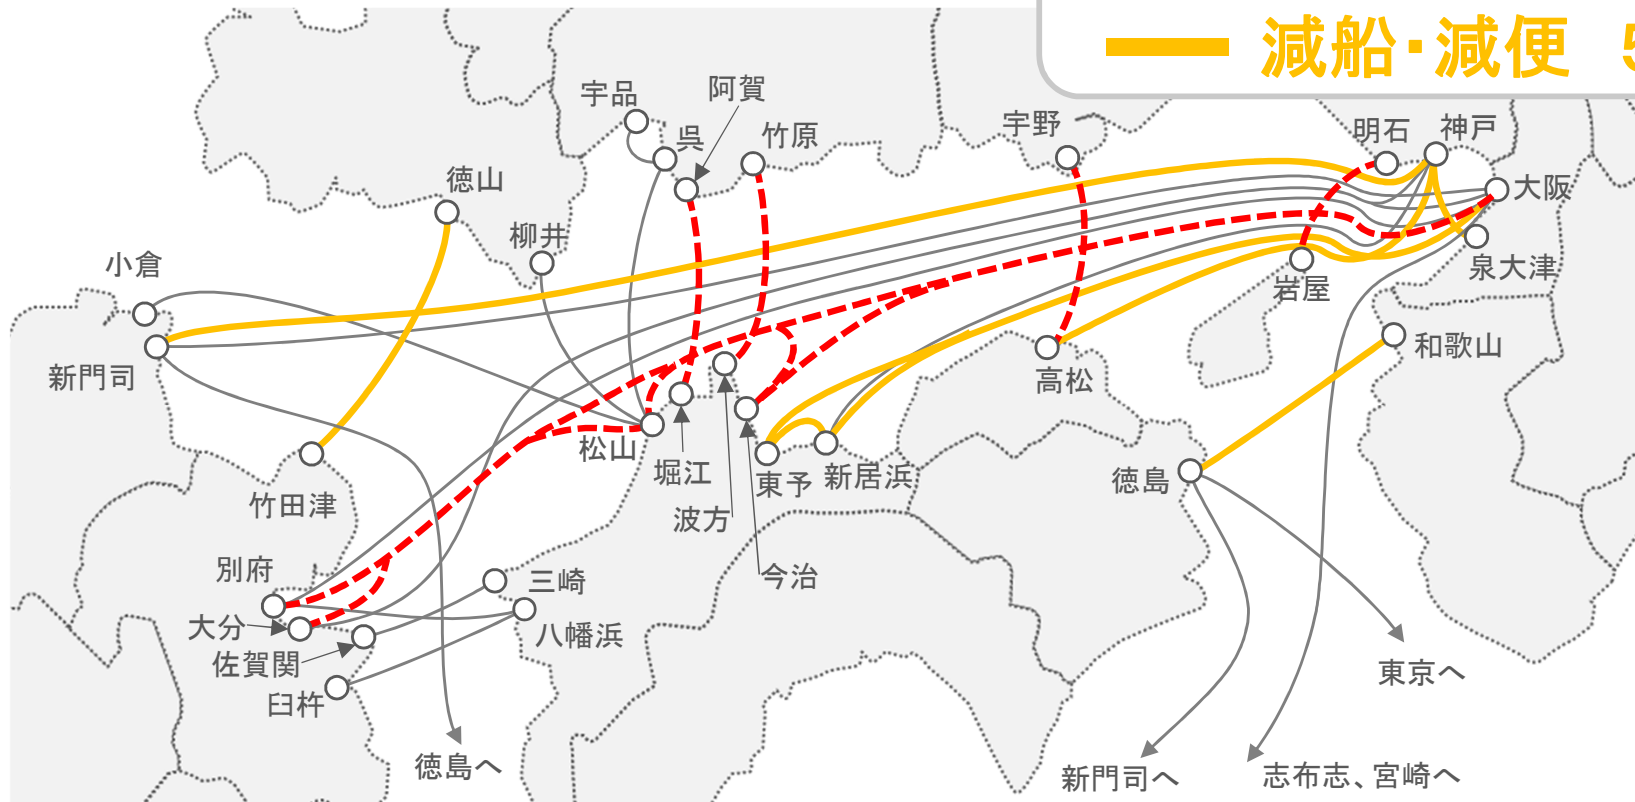 減船・減便 5
阿賀
宇品
呉
竹原
宇野
明石
神戸
大阪
徳山
柳井
小倉
泉大津
岩屋
新門司
和歌山
高松
松山
堀江
東予
新居浜
徳島
竹田津
波方
今治
別府
三崎
大分
八幡浜
佐賀関
臼杵
東京へ
徳島へ
新門司へ
志布志、宮崎へ